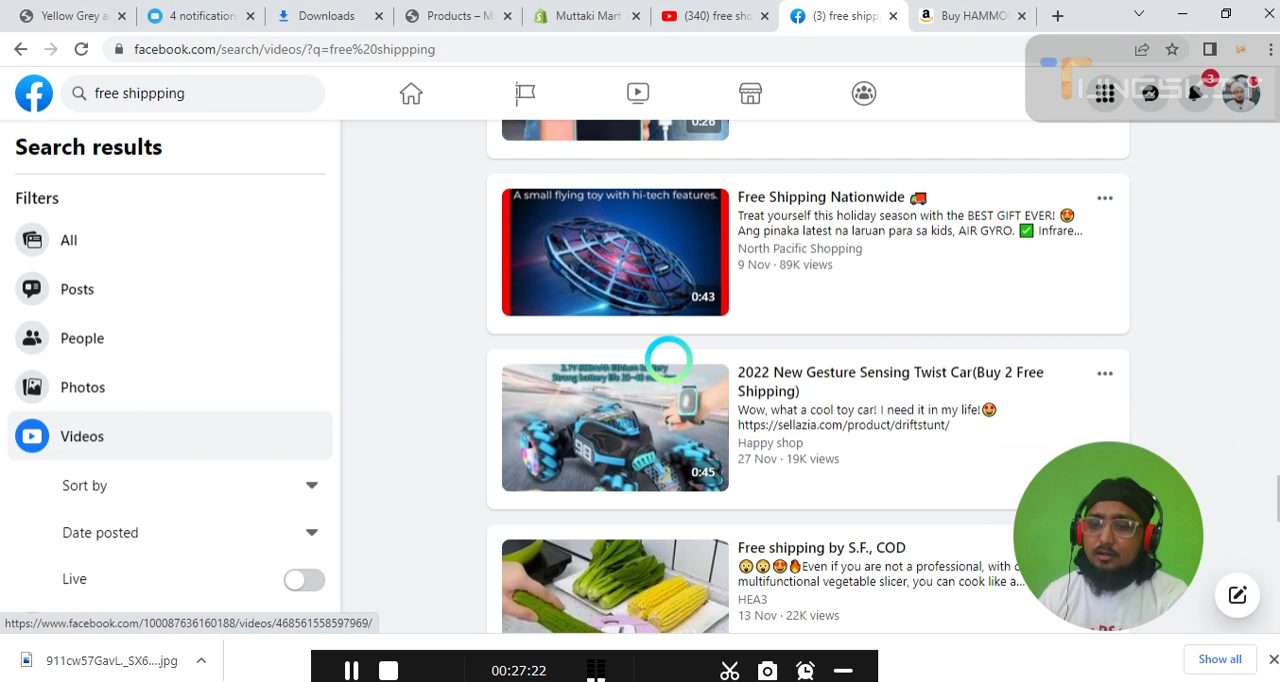 Yellow Grey a
4 notification
Downloads
Products – M
Muttaki Mart
(340) free sho
(3) free shipp
Buy HAMMO
facebook.com/search/videos/?q=free%20shippping
TUNGSKIT
free shippping
3
Search results
Filters
All
Posts
People
Photos
Videos
Sort by
Date posted
Live
0:26
A small flying toy with hi-tech features.
0:43
Free Shipping Nationwide 🚛
Treat yourself this holiday season with the BEST GIFT EVER! 😍
Ang pinaka latest na laruan para sa kids, AIR GYRO. ✅ Infrare...
North Pacific Shopping
9 Nov · 89K views
98
0:45
2022 New Gesture Sensing Twist Car(Buy 2 Free
Shipping)
Wow, what a cool toy car! I need it in my life!😍
https://sellazia.com/product/driftstunt/
Happy shop
27 Nov · 19K views
Free shipping by S.F., COD
😲😲😍🔥Even if you are not a professional, with
multifunctional vegetable slicer, you can cook like a...
HEA3
13 Nov · 22K views
https://www.facebook.com/100087636160188/videos/468561558597969/
911cw57GavL._SX6....jpg
00:27:22
Show all